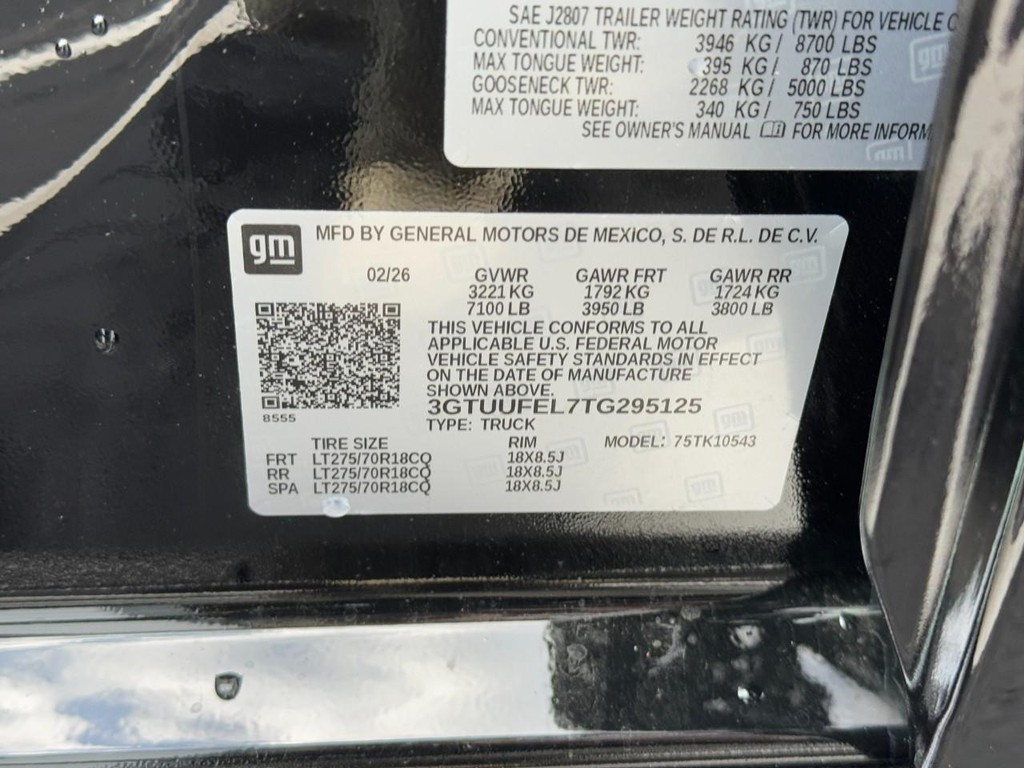 SAE J2807 TRAILER WEIGHT RATING (TWR) FOR VEHICLE
CONVENTIONAL TWR: 3946 KG / 8700 LBS
MAX TONGUE WEIGHT: 395 KG / 870 LBS
GOOSENECK TWR: 2268 KG / 5000 LBS
MAX TONGUE WEIGHT: 340 KG / 750 LBS
SEE OWNER'S MANUAL FOR MORE INFORM
gm
gm
gm MFD BY GENERAL MOTORS DE MEXICO, S. DE R.L. DE C.V.
02/26 GVWR GAWR FRT GAWR RR
3221 KG 1792 KG 1724 KG
7100 LB 3950 LB 3800 LB
THIS VEHICLE CONFORMS TO ALL
APPLICABLE U.S. FEDERAL MOTOR
VEHICLE SAFETY STANDARDS IN EFFECT
ON THE DATE OF MANUFACTURE
SHOWN ABOVE.
8555
3GTUUFEL7TG295125
TYPE: TRUCK
TIRE SIZE RIM MODEL: 75TK10543
FRT LT275/70R18CQ 18X8.5J
RR LT275/70R18CQ 18X8.5J
SPA LT275/70R18CQ 18X8.5J